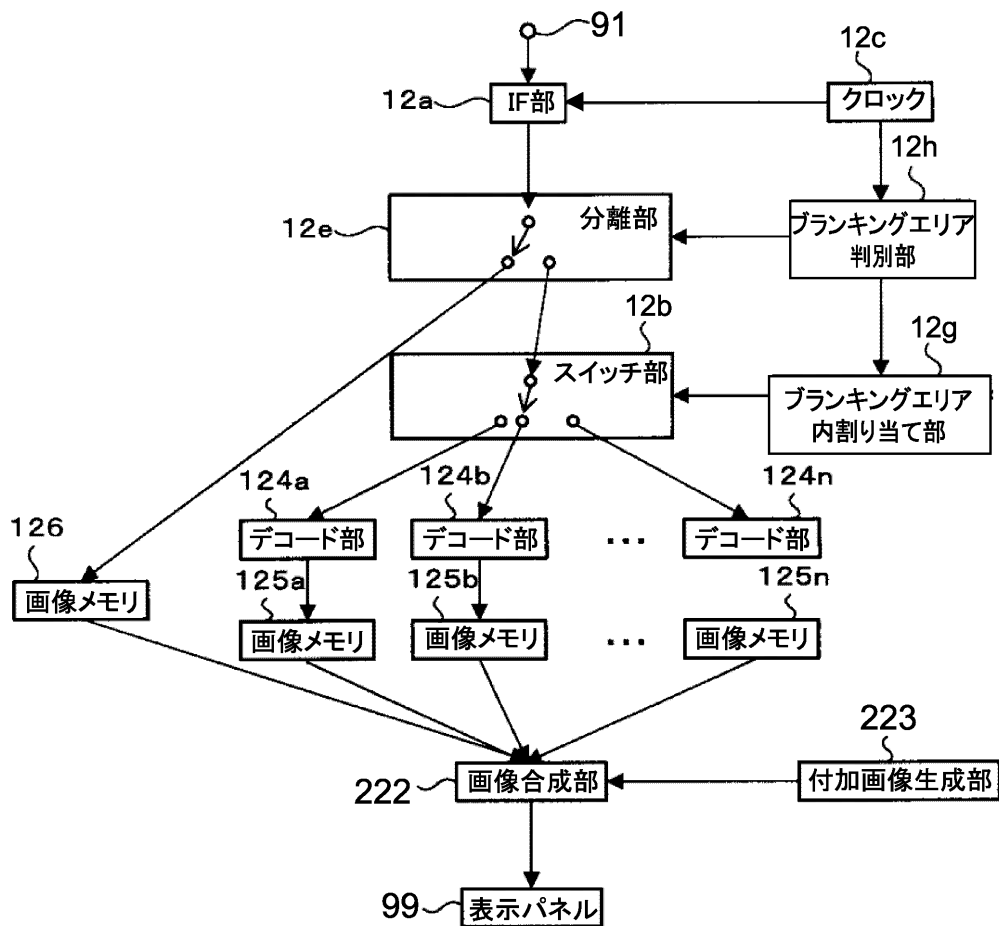 91
12c
12a
IF部
クロック
12h
12e
分離部
ブランキングエリア
判別部
12b
12g
スイッチ部
ブランキングエリア
内割り当て部
124a
124b
124n
126
デコード部
デコード部
...
デコード部
125a
125b
125n
画像メモリ
画像メモリ
画像メモリ
...
画像メモリ
223
222
画像合成部
付加画像生成部
99
表示パネル